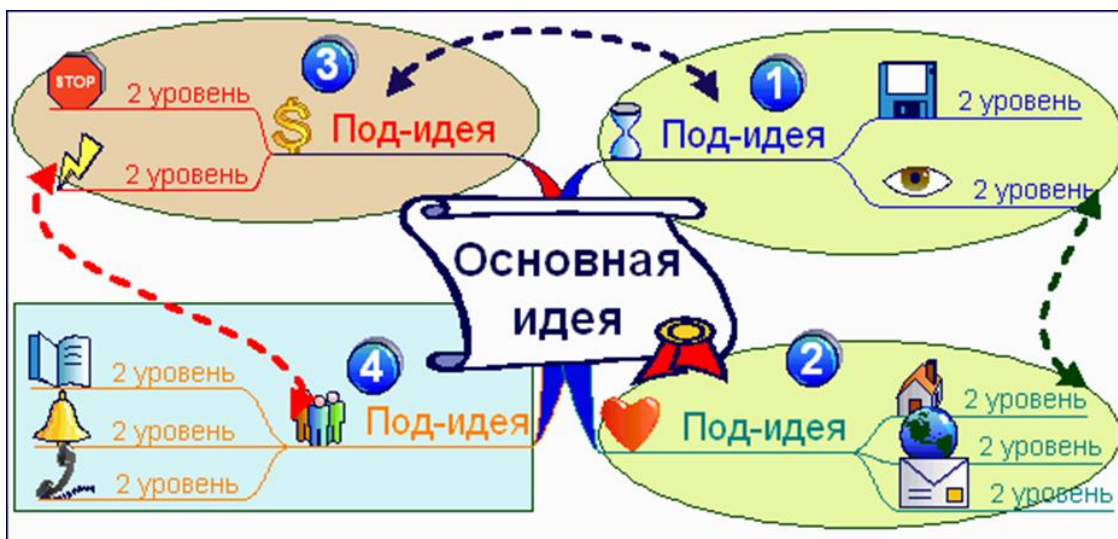 3
STOP
2 уровень
Под-идея
2 уровень
1
2 уровень
Под-идея
2 уровень
Основная
идея
4
2 уровень
2 уровень
Под-идея
2 уровень
2
2 уровень
Под-идея
2 уровень
2 уровень